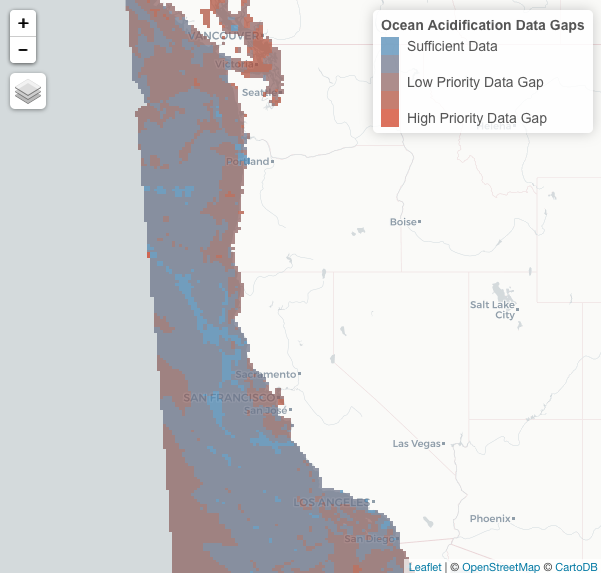 +
−
Ocean Acidification Data Gaps
Sufficient Data
Low Priority Data Gap
High Priority Data Gap
VANCOUVER
Victoria
Seattle
Portland
Boise
Salt Lake
City
Sacramento
SAN FRANCISCO
San José
Las Vegas
LOS ANGELES
Phoenix
San Diego
Leaflet | © OpenStreetMap © CartoDB